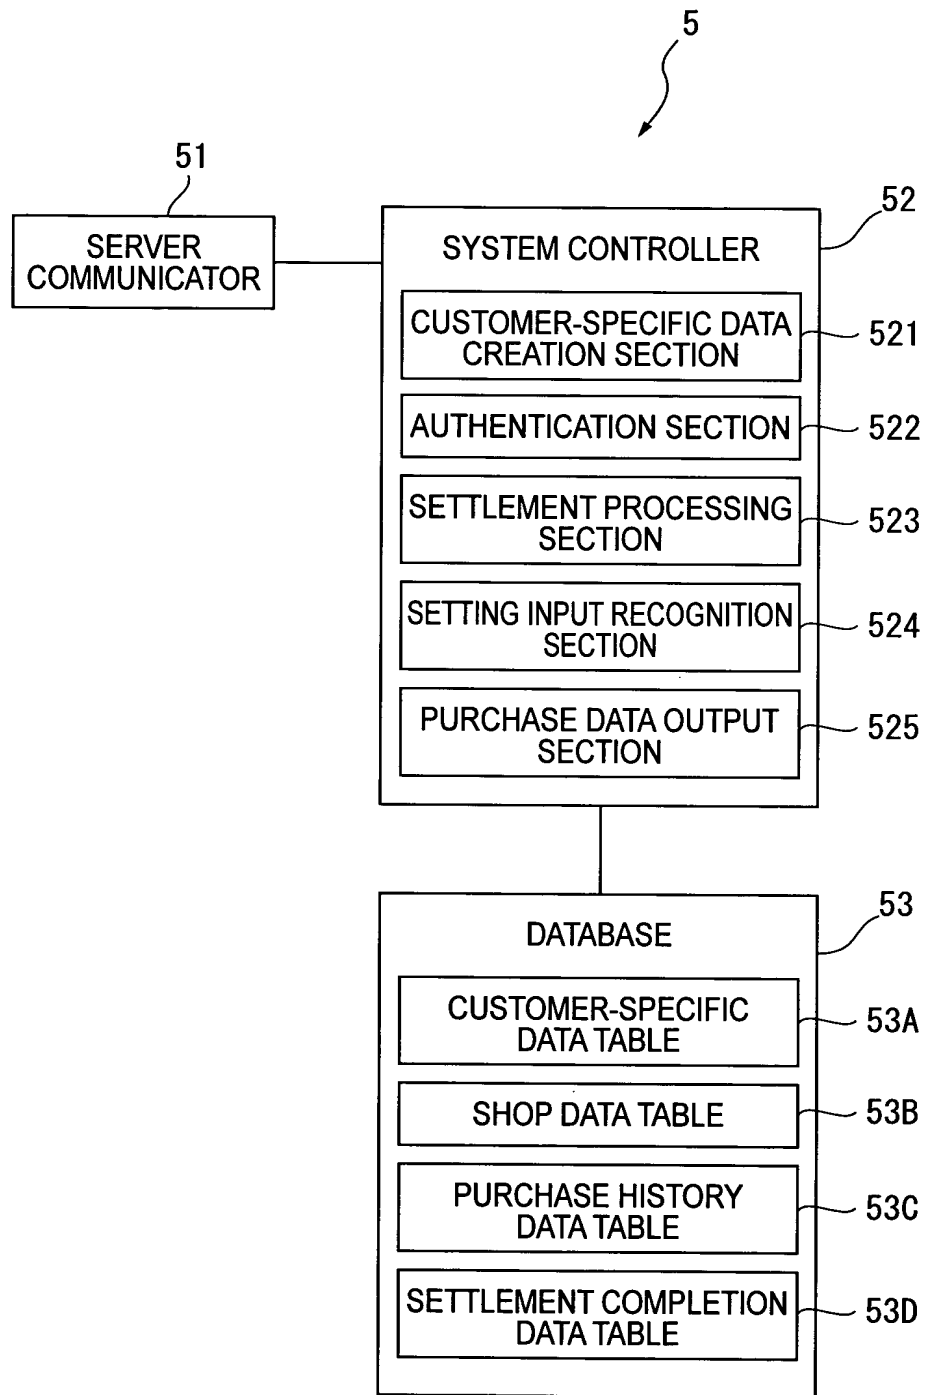 5
51
SERVER
COMMUNICATOR
52
SYSTEM CONTROLLER
CUSTOMER-SPECIFIC DATA
CREATION SECTION
521
AUTHENTICATION SECTION
522
SETTLEMENT PROCESSING
SECTION
523
SETTING INPUT RECOGNITION
SECTION
524
PURCHASE DATA OUTPUT
SECTION
525
53
DATABASE
CUSTOMER-SPECIFIC
DATA TABLE
53A
SHOP DATA TABLE
53B
PURCHASE HISTORY
DATA TABLE
53C
SETTLEMENT COMPLETION
DATA TABLE
53D